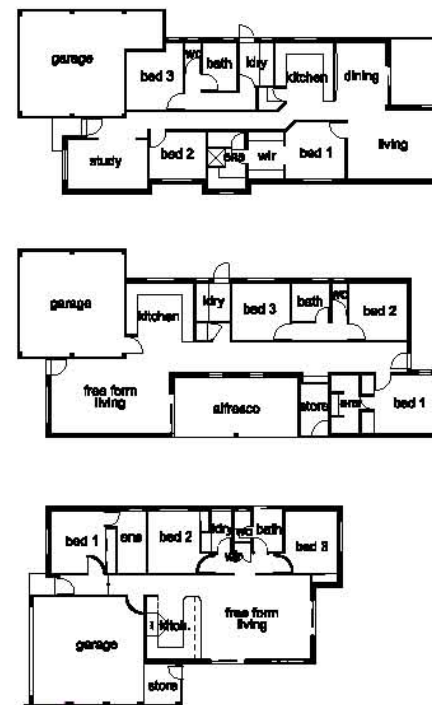 garage
bed 3
wc
bath
ldry
kitchen
dining
study
bed 2
ens
wir
bed 1
living
garage
kitchen
ldry
bed 3
bath
wc
bed 2
free form
living
alfresco
store
ens
bed 1
bed 1
ens
bed 2
ldry
wc
bath
bed 3
free form
living
garage
store